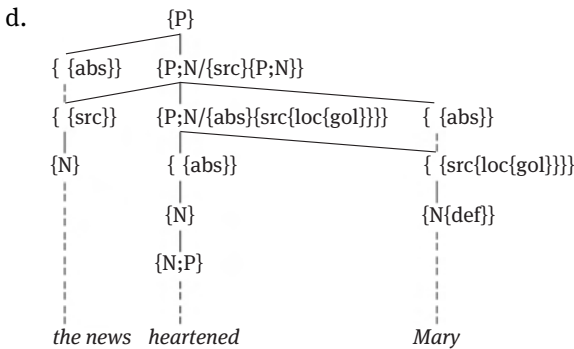 d.
{P}
{ {abs}} {P;N/{src}{P;N}}
{ {src}} {P;N/{abs}{src{loc{gol}}}} { {abs}}
{N} { {abs}} { {src{loc{gol}}}}
{N} {N{def}}
{N;P}
the news heartened Mary